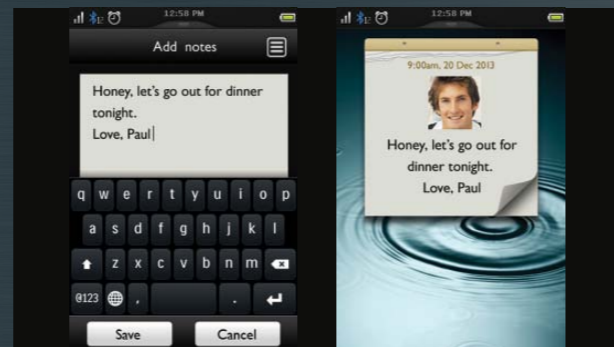 12:58 PM
Add notes
Honey, let's go out for dinner
tonight.
Love, Paul
q w e r t y u i o p
a s d f g h j k l
z x c v b n m
@123 , .
Save Cancel
12:58 PM
9:00am, 20 Dec 2013
Honey, let's go out for
dinner tonight.
Love, Paul